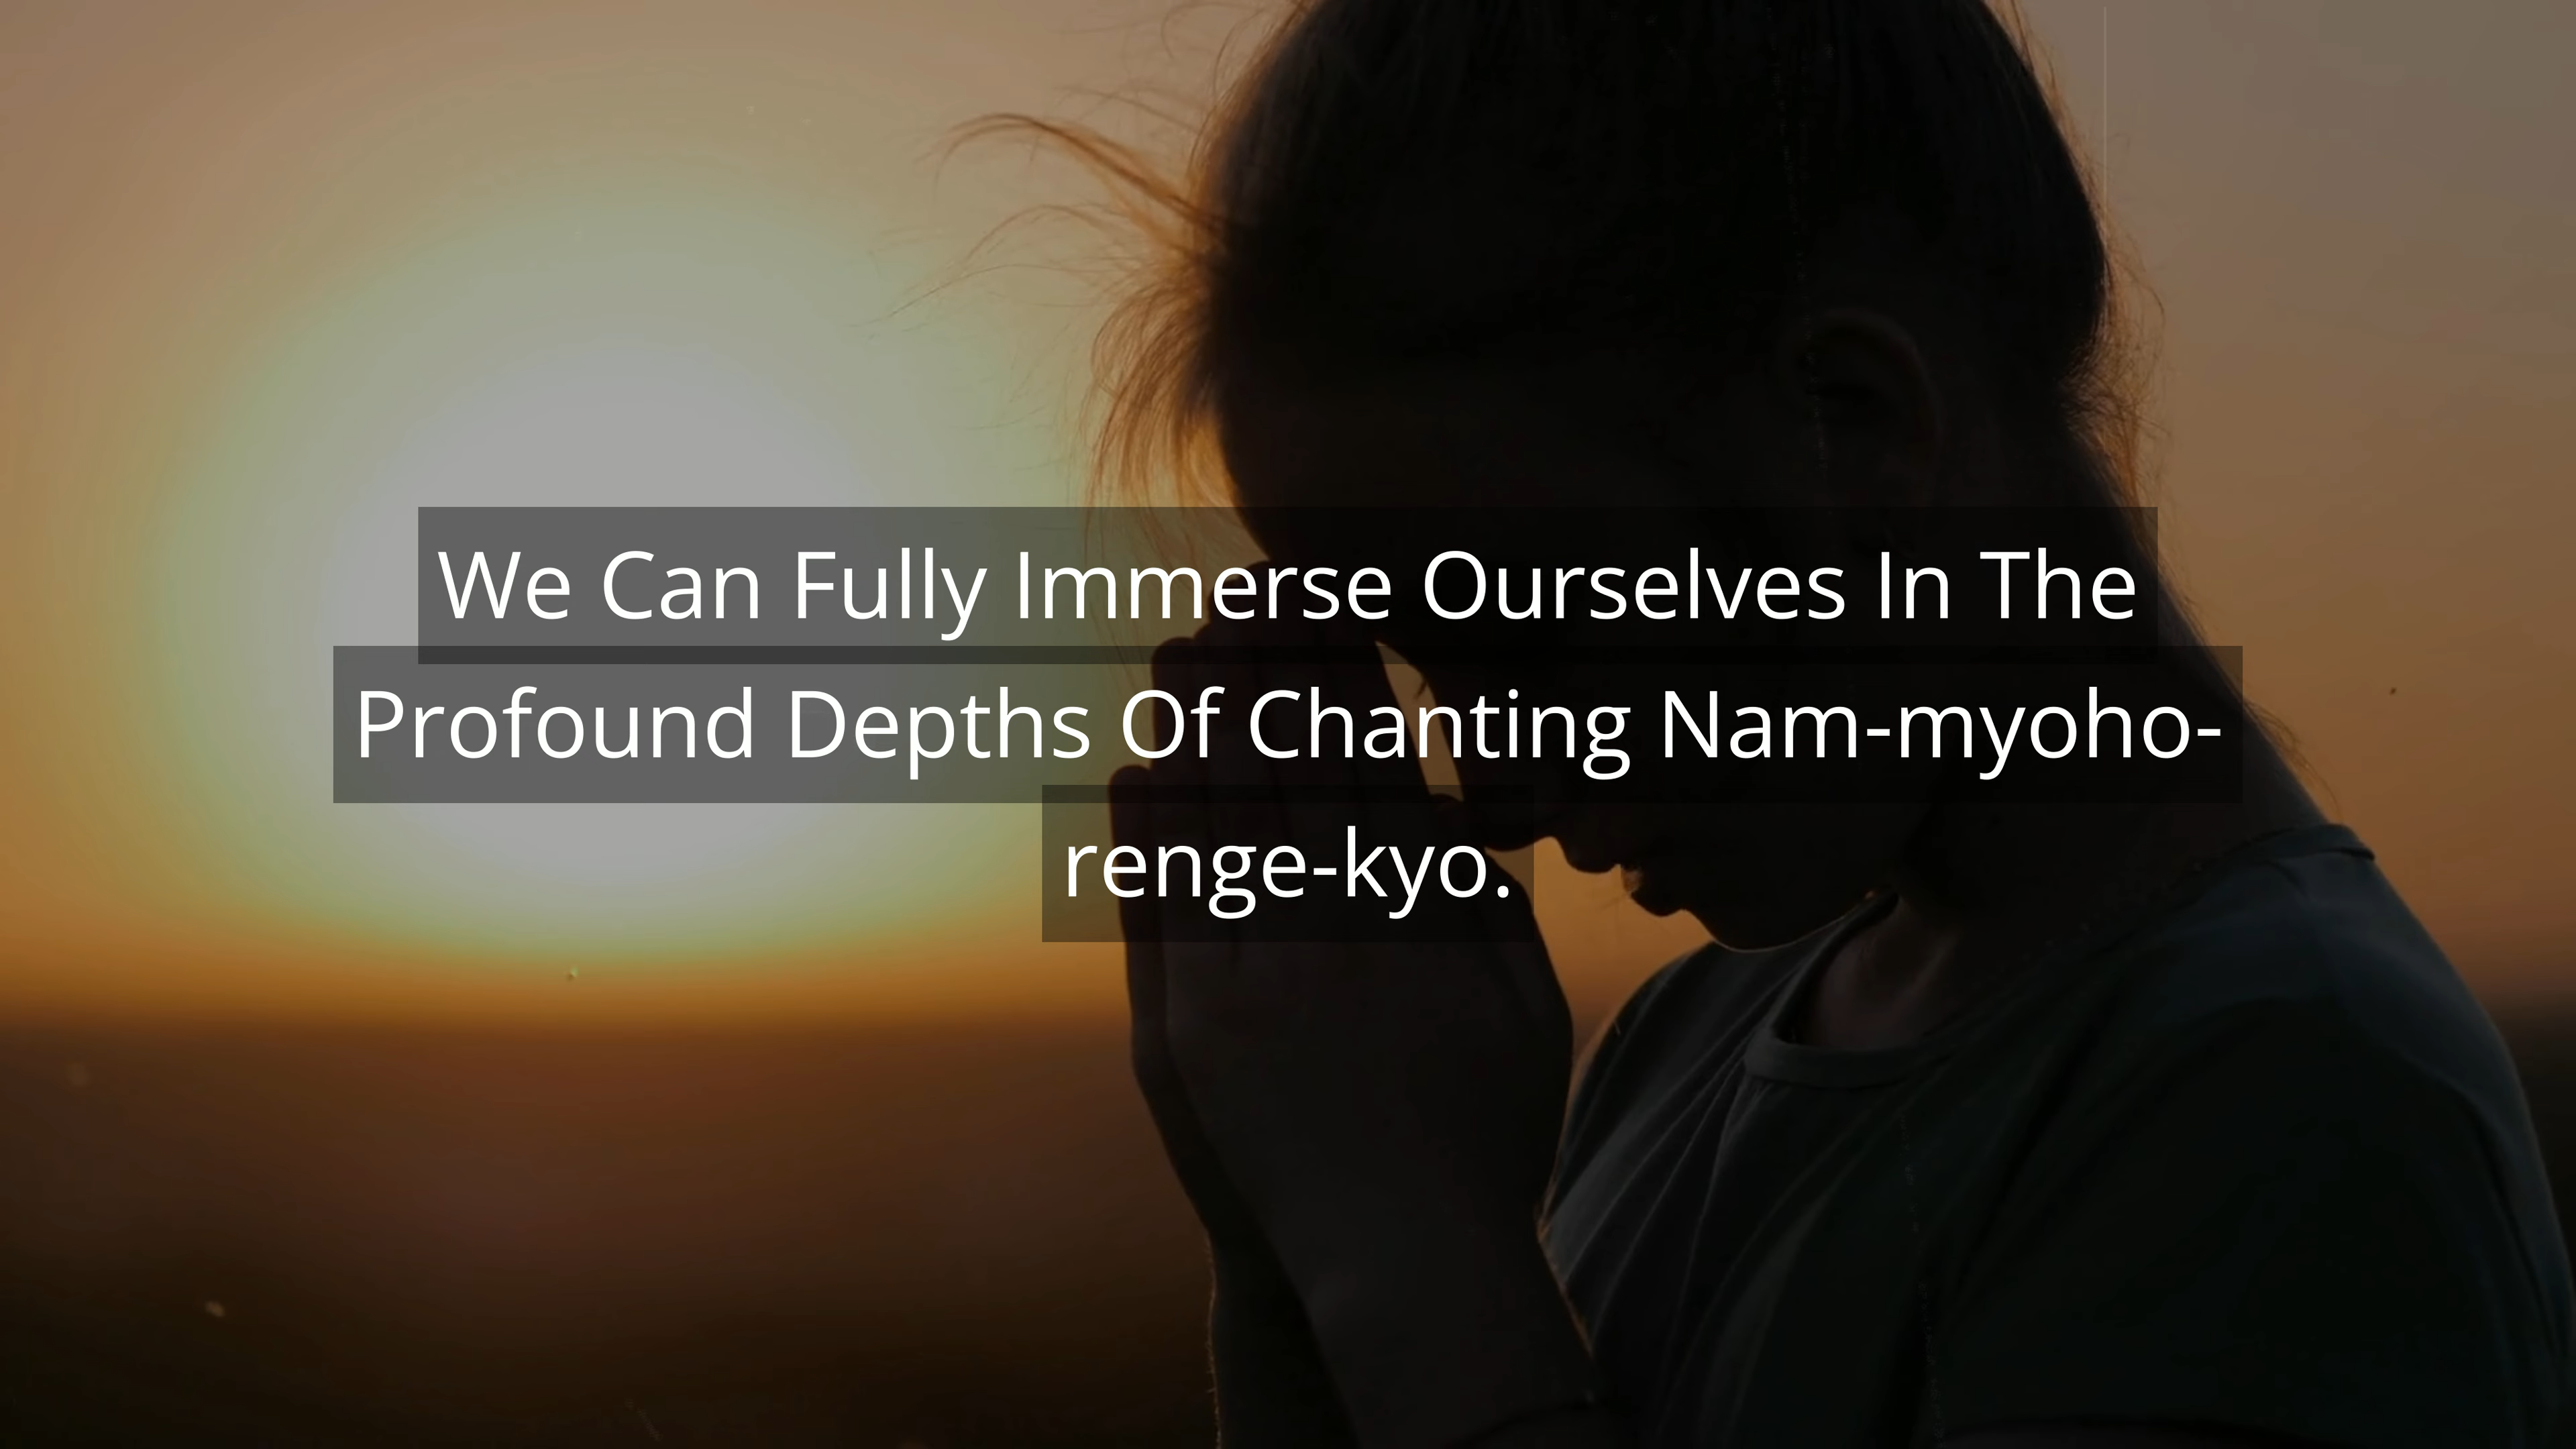 We Can Fully Immerse Ourselves In The
Profound Depths Of Chanting Nam-myoho-
renge-kyo.